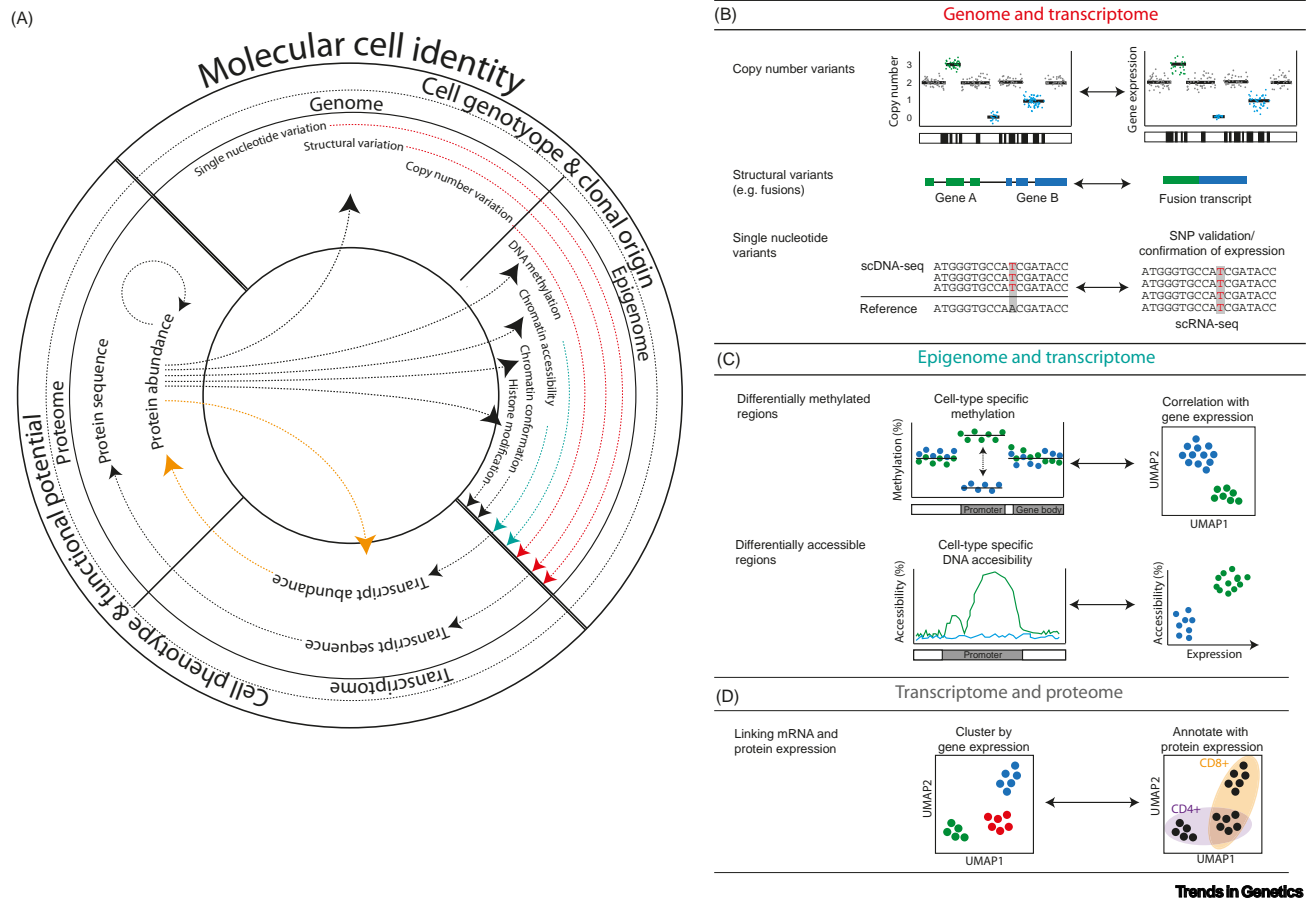 (A)
Molecular cell identity
Cell genotyope & clonal origin
Genome
Single nucleotide variation
Structural variation
Copy number variation
Epigenome
DNA methylation
Chromatin accessibility
Chromatin conformation
Histone modification
Protein abundance
Protein sequence
Proteome
Cell phenotype & functional potential
Transcript abundance
Transcript sequence
Transcriptome
(B)
Genome and transcriptome
Copy number variants
Copy number
3
2
1
0
Gene expression
Structural variants
(e.g. fusions)
Gene A
Gene B
Fusion transcript
Single nucleotide
variants
SNP validation/
confirmation of expression
scDNA-seq
ATGGGTGCCATCGATACC
ATGGGTGCCATCGATACC
ATGGGTGCCATCGATACC
Reference
ATGGGTGCCAACGATACC
ATGGGTGCCATCGATACC
ATGGGTGCCATCGATACC
ATGGGTGCCATCGATACC
ATGGGTGCCATCGATACC
scRNA-seq
(C)
Epigenome and transcriptome
Differentially methylated
regions
Cell-type specific
methylation
Methylation (%)
Promoter
Gene body
Correlation with
gene expression
UMAP2
UMAP1
Differentially accessible
regions
Cell-type specific
DNA accesibility
Accessibility (%)
Promoter
Accessibility (%)
Expression
(D)
Transcriptome and proteome
Linking mRNA and
protein expression
Cluster by
gene expression
UMAP2
UMAP1
Annotate with
protein expression
CD8+
CD4+
UMAP2
UMAP1
Trends in Genetics